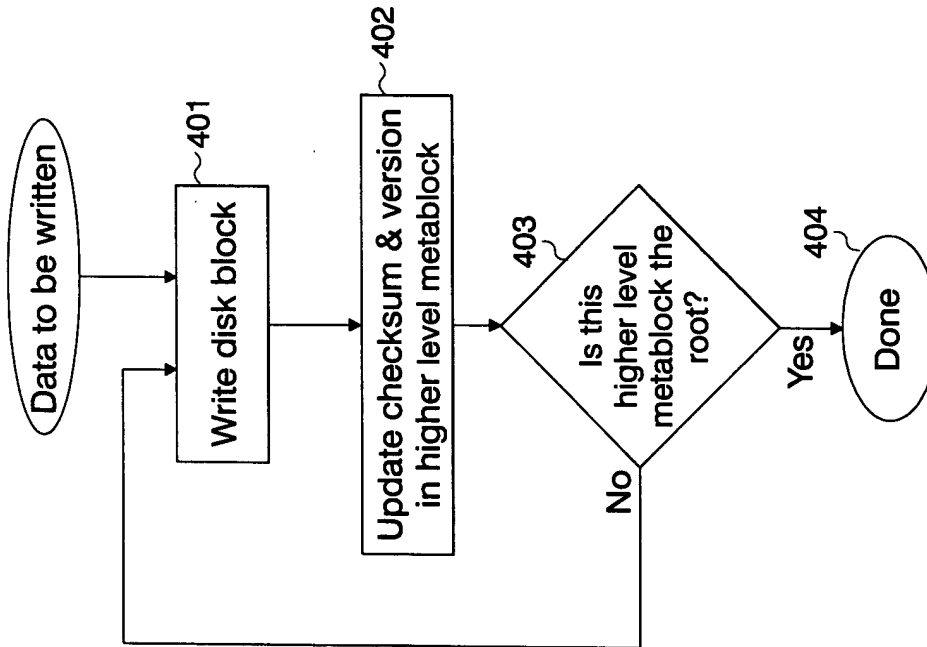 Data to be written
401
Write disk block
402
Update checksum & version
in higher level metablock
403
Is this
higher level
metablock the
root?
No
Yes
404
Done